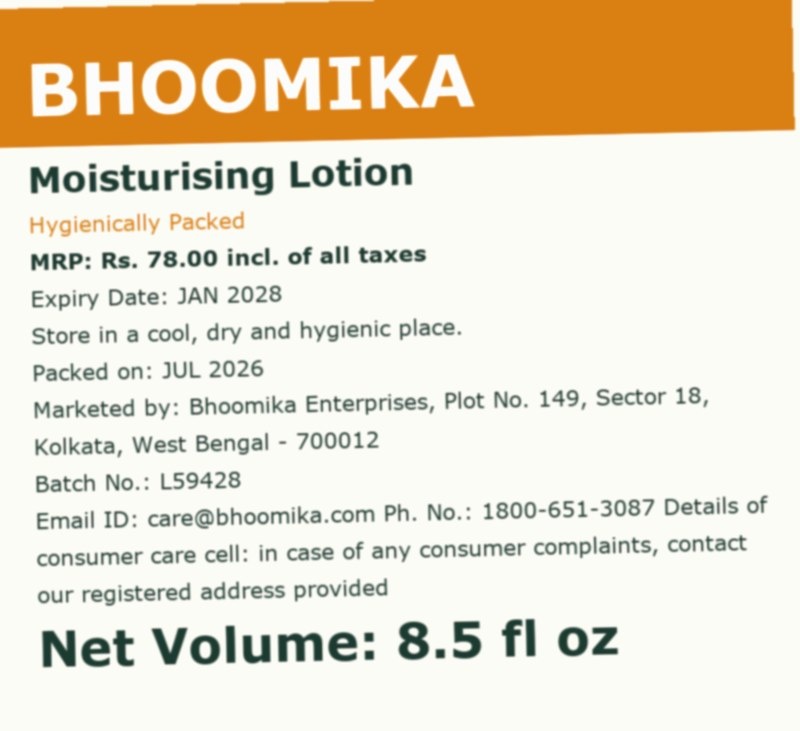 BHOOMIKA
Moisturising Lotion
Hygienically Packed
MRP: Rs. 78.00 incl. of all taxes
Expiry Date: JAN 2028
Store in a cool, dry and hygienic place.
Packed on: JUL 2026
Marketed by: Bhoomika Enterprises, Plot No. 149, Sector 18,
Kolkata, West Bengal - 700012
Batch No.: L59428
Email ID: care@bhoomika.com Ph. No.: 1800-651-3087 Details of
consumer care cell: in case of any consumer complaints, contact
our registered address provided
Net Volume: 8.5 fl oz